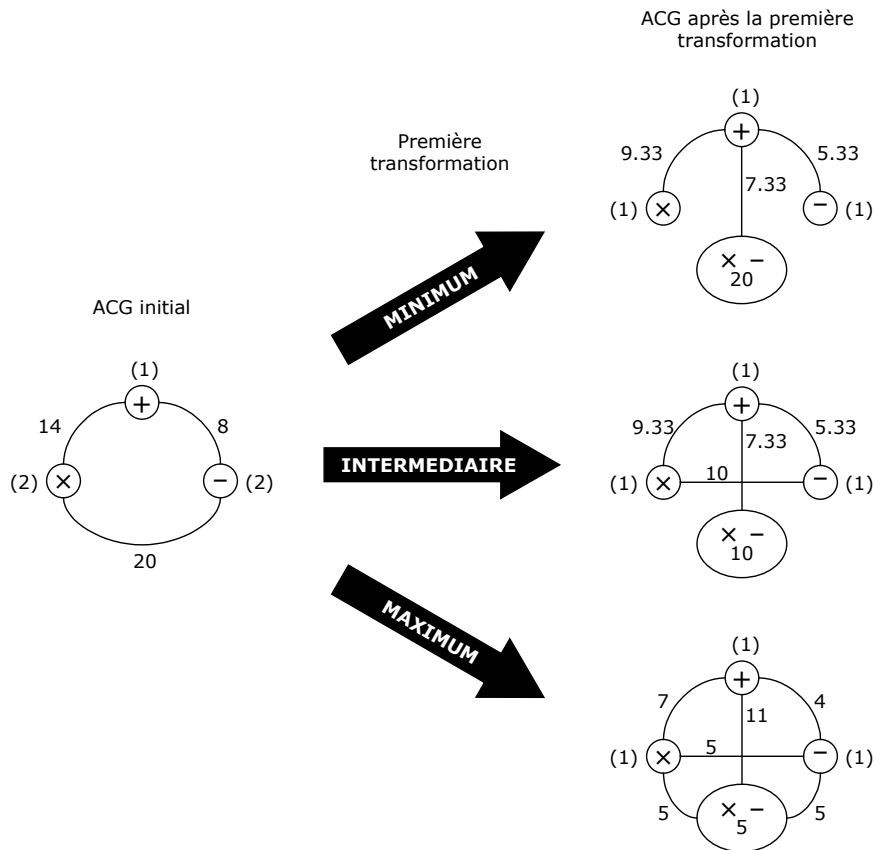 ACG après la première
transformation
(1)
+
Première
transformation
9.33
5.33
7.33
(1) × − (1)
× −
20
MINIMUM
ACG initial
(1)
+
14
8
(2) × − (2)
20
INTERMEDIAIRE
(1)
+
9.33
7.33
5.33
10
(1) × − (1)
× −
10
MAXIMUM
(1)
+
7
4
11
5
(1) × − (1)
5
× −
5
5